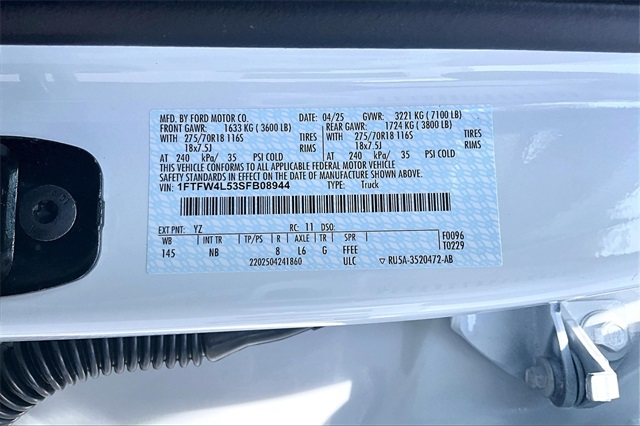 MFD. BY FORD MOTOR CO. 04/25 GVWR: 3221 KG ( 7100 LB)
FRONT GAWR: 1633 KG ( 3600 LB) REAR GAWR: 1724 KG ( 3800 LB)
WITH 275/70R18 116S TIRES WITH 275/70R18 116S TIRES
18x7.5J RIMS 18x7.5J RIMS
AT 240 kPa/ 35 PSI COLD AT 240 kPa/ 35 PSI COLD
THIS VEHICLE CONFORMS TO ALL APPLICABLE FEDERAL MOTOR VEHICLE
SAFETY STANDARDS IN EFFECT ON THE DATE OF MANUFACTURE SHOWN ABOVE.
VIN: 1FTFW4L53SFB08944 TYPE: Truck
EXT PNT: YZ RC: 11 DSO: F0096
WB INT TR TP/PS R AXLE TR SPR T0229
145 NB 8 L6 G FFEE
2202504241860 ULC ▽ RU5A-3520472-AB